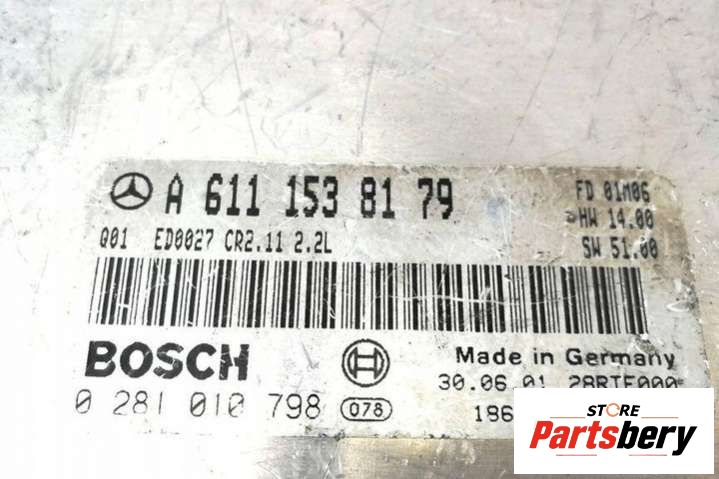 A 611 153 81 79
FD 01M06
HW 14.00
Q01 ED0027 CR2.11 2.2L
SW 51.00
BOSCH
Made in Germany
0 281 010 798 078
30.06.01 28RTE000
186
STORE
Partsbery